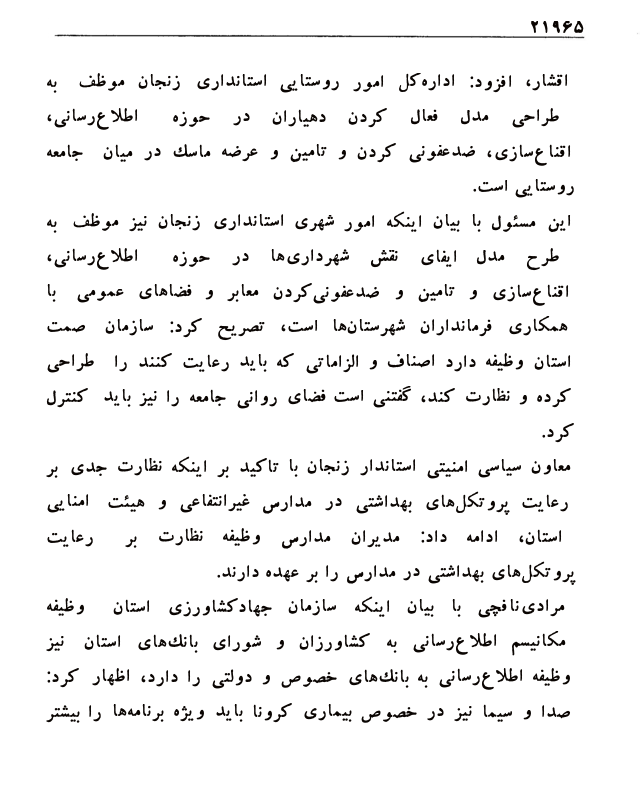 ۲۱۹۶۵
اقشار، افزود: اداره‌کل امور روستایی استانداری زنجان موظف به
طراحی مدل فعال کردن دهیاران در حوزه اطلاع‌رسانی،
اقناع‌سازی، ضدعفونی کردن و تامین و عرضه ماسك در میان جامعه
روستایی است.
این مسئول با بیان اینکه امور شهری استانداری زنجان نیز موظف به
طرح مدل ایفای نقش شهرداری‌ها در حوزه اطلاع‌رسانی،
اقناع‌سازی و تامین و ضدعفونی‌کردن معابر و فضاهای عمومی با
همکاری فرمانداران شهرستان‌ها است، تصریح کرد: سازمان صمت
استان وظیفه دارد اصناف و الزاماتی که باید رعایت کنند را طراحی
کرده و نظارت کند، گفتنی است فضای روانی جامعه را نیز باید کنترل
کرد.
معاون سیاسی امنیتی استاندار زنجان با تاکید بر اینکه نظارت جدی بر
رعایت پروتکل‌های بهداشتی در مدارس غیرانتفاعی و هیئت امنایی
استان، ادامه داد: مدیران مدارس وظیفه نظارت بر رعایت
پروتکل‌های بهداشتی در مدارس را بر عهده دارند.
مرادی‌نافچی با بیان اینکه سازمان جهادکشاورزی استان وظیفه
مکانیسم اطلاع‌رسانی به کشاورزان و شورای بانك‌های استان نیز
وظیفه اطلاع‌رسانی به بانك‌های خصوص و دولتی را دارد، اظهار کرد:
صدا و سیما نیز در خصوص بیماری کرونا باید ویژه برنامه‌ها را بیشتر